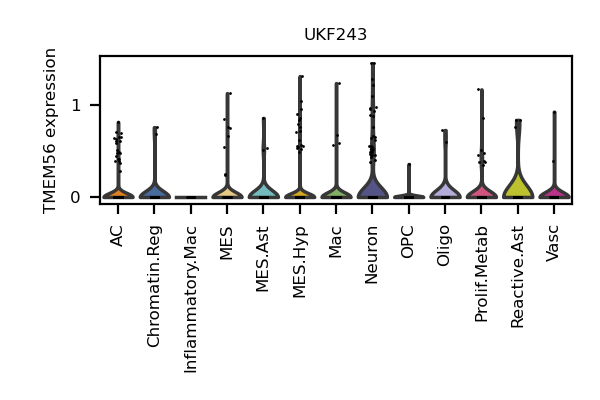 UKF243
TMEM56 expression
1
0
AC
Chromatin.Reg
Inflammatory.Mac
MES
MES.Ast
MES.Hyp
Mac
Neuron
OPC
Oligo
Prolif.Metab
Reactive.Ast
Vasc